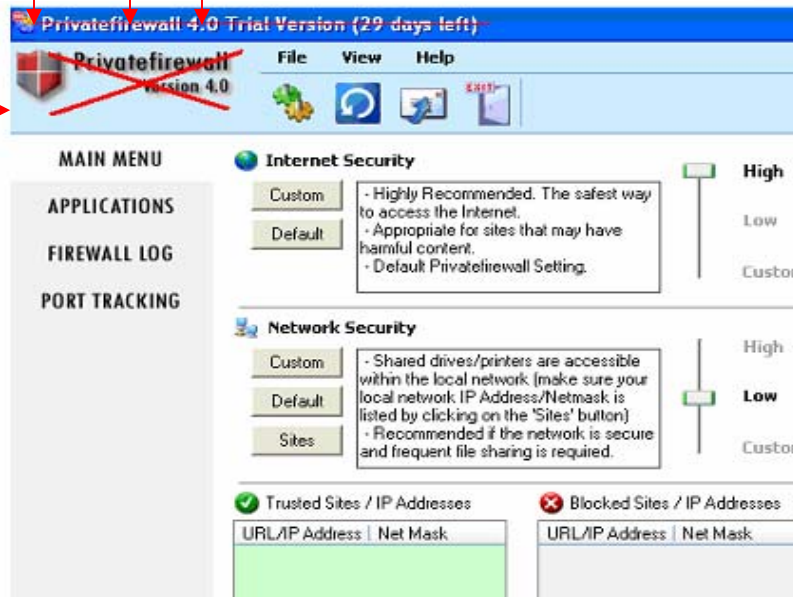 Privatefirewall 4.0 Trial Version (29 days left)
Privatefirewall
Version 4.0
File View Help
EXIT
MAIN MENU
APPLICATIONS
FIREWALL LOG
PORT TRACKING
Internet Security
Custom
Default
- Highly Recommended. The safest way
to access the Internet.
- Appropriate for sites that may have
harmful content.
- Default Privatefirewall Setting.
High
Low
Custom
Network Security
Custom
Default
Sites
- Shared drives/printers are accessible
within the local network (make sure your
local network IP Address/Netmask is
listed by clicking on the 'Sites' button)
- Recommended if the network is secure
and frequent file sharing is required.
High
Low
Custom
Trusted Sites / IP Addresses
URL/IP Address Net Mask
Blocked Sites / IP Addresses
URL/IP Address Net Mask